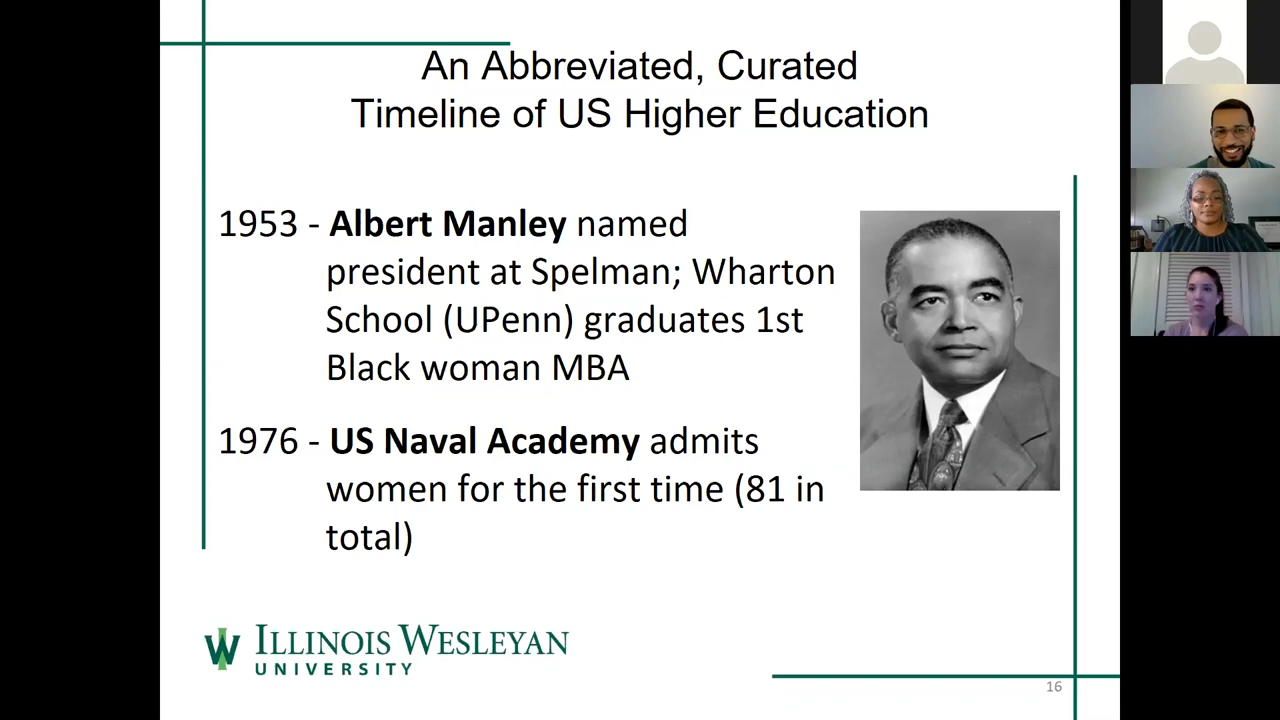 An Abbreviated, Curated
Timeline of US Higher Education
1953 - Albert Manley named
president at Spelman; Wharton
School (UPenn) graduates 1st
Black woman MBA
1976 - US Naval Academy admits
women for the first time (81 in
total)
ILLINOIS WESLEYAN
UNIVERSITY
16